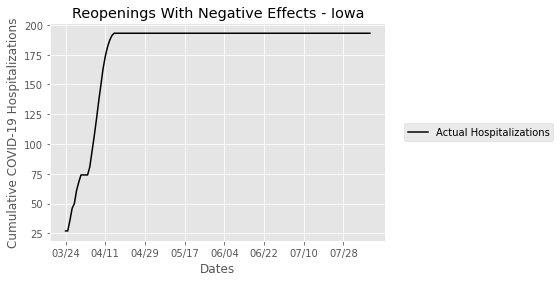 Reopenings With Negative Effects - Iowa
Cumulative COVID-19 Hospitalizations
200
175
150
125
100
75
50
25
03/24 04/11 04/29 05/17 06/04 06/22 07/10 07/28
Dates
Actual Hospitalizations